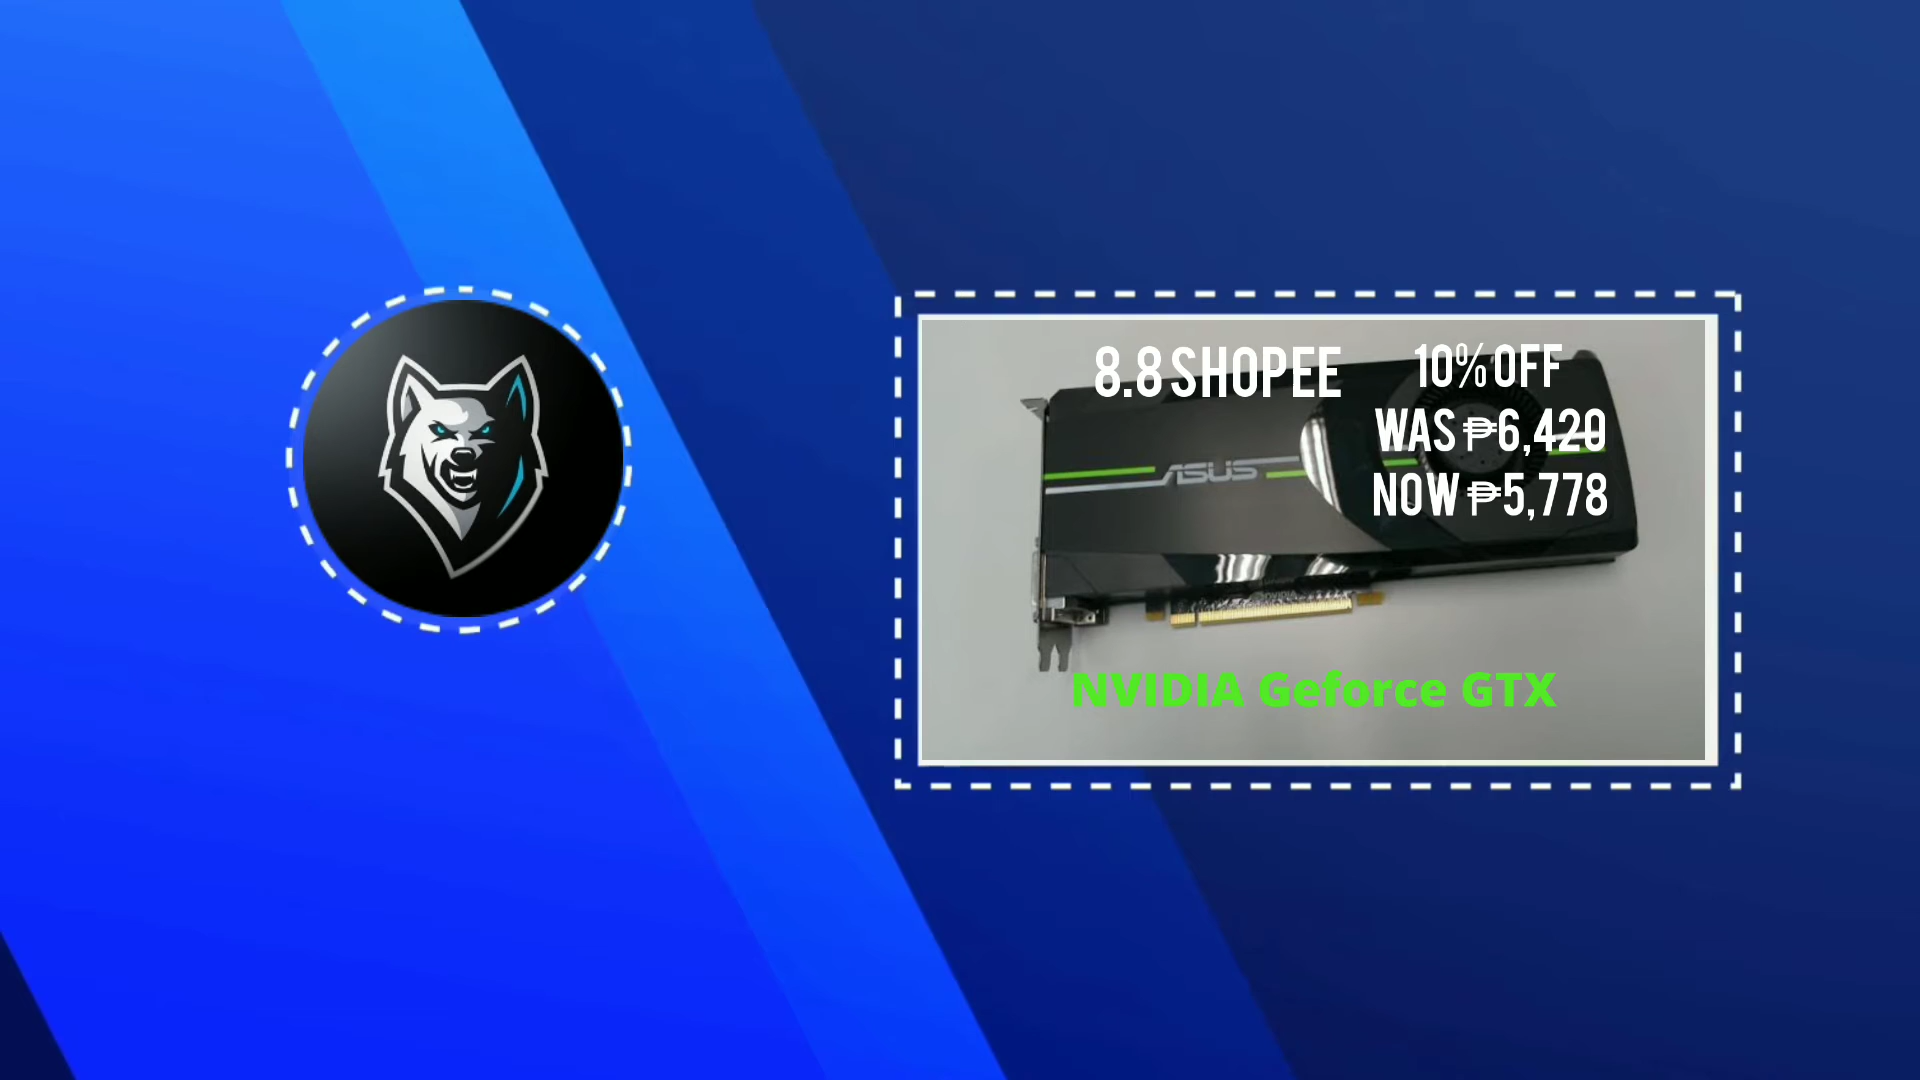 8.8 SHOPEE
10% OFF
WAS ₱6,420
NOW ₱5,778
ASUS
NVIDIA Geforce GTX